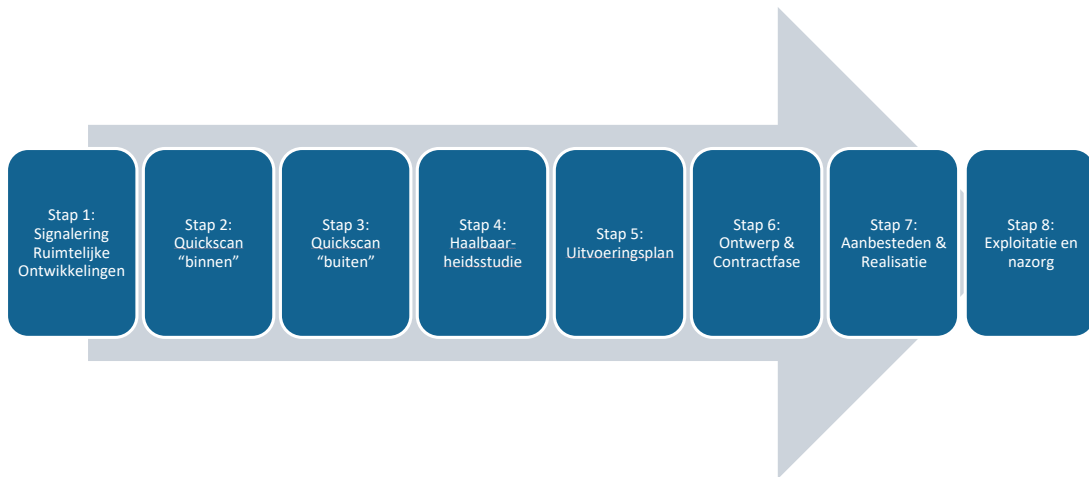 Stap 1:
Signalering
Ruimtelijke
Ontwikkelingen
Stap 2:
Quickscan
“binnen”
Stap 3:
Quickscan
“buiten”
Stap 4:
Haalbaar-
heidsstudie
Stap 5:
Uitvoeringsplan
Stap 6:
Ontwerp &
Contractfase
Stap 7:
Aanbesteden &
Realisatie
Stap 8:
Exploitatie en
nazorg